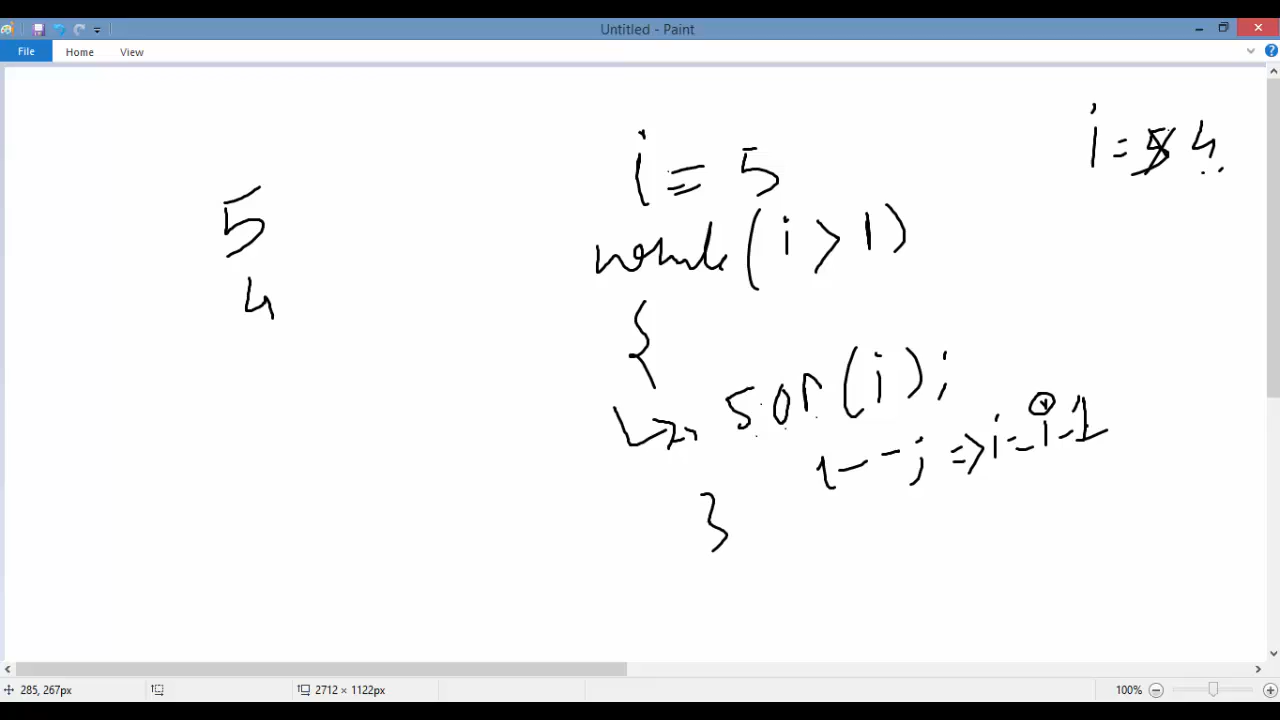 Untitled - Paint
File Home View
i = 5 4
i = 5
while (i > 1)
5
4
{
SOP (i);
i--; => i = i - 1
}
285, 267px
2712 × 1122px
100%